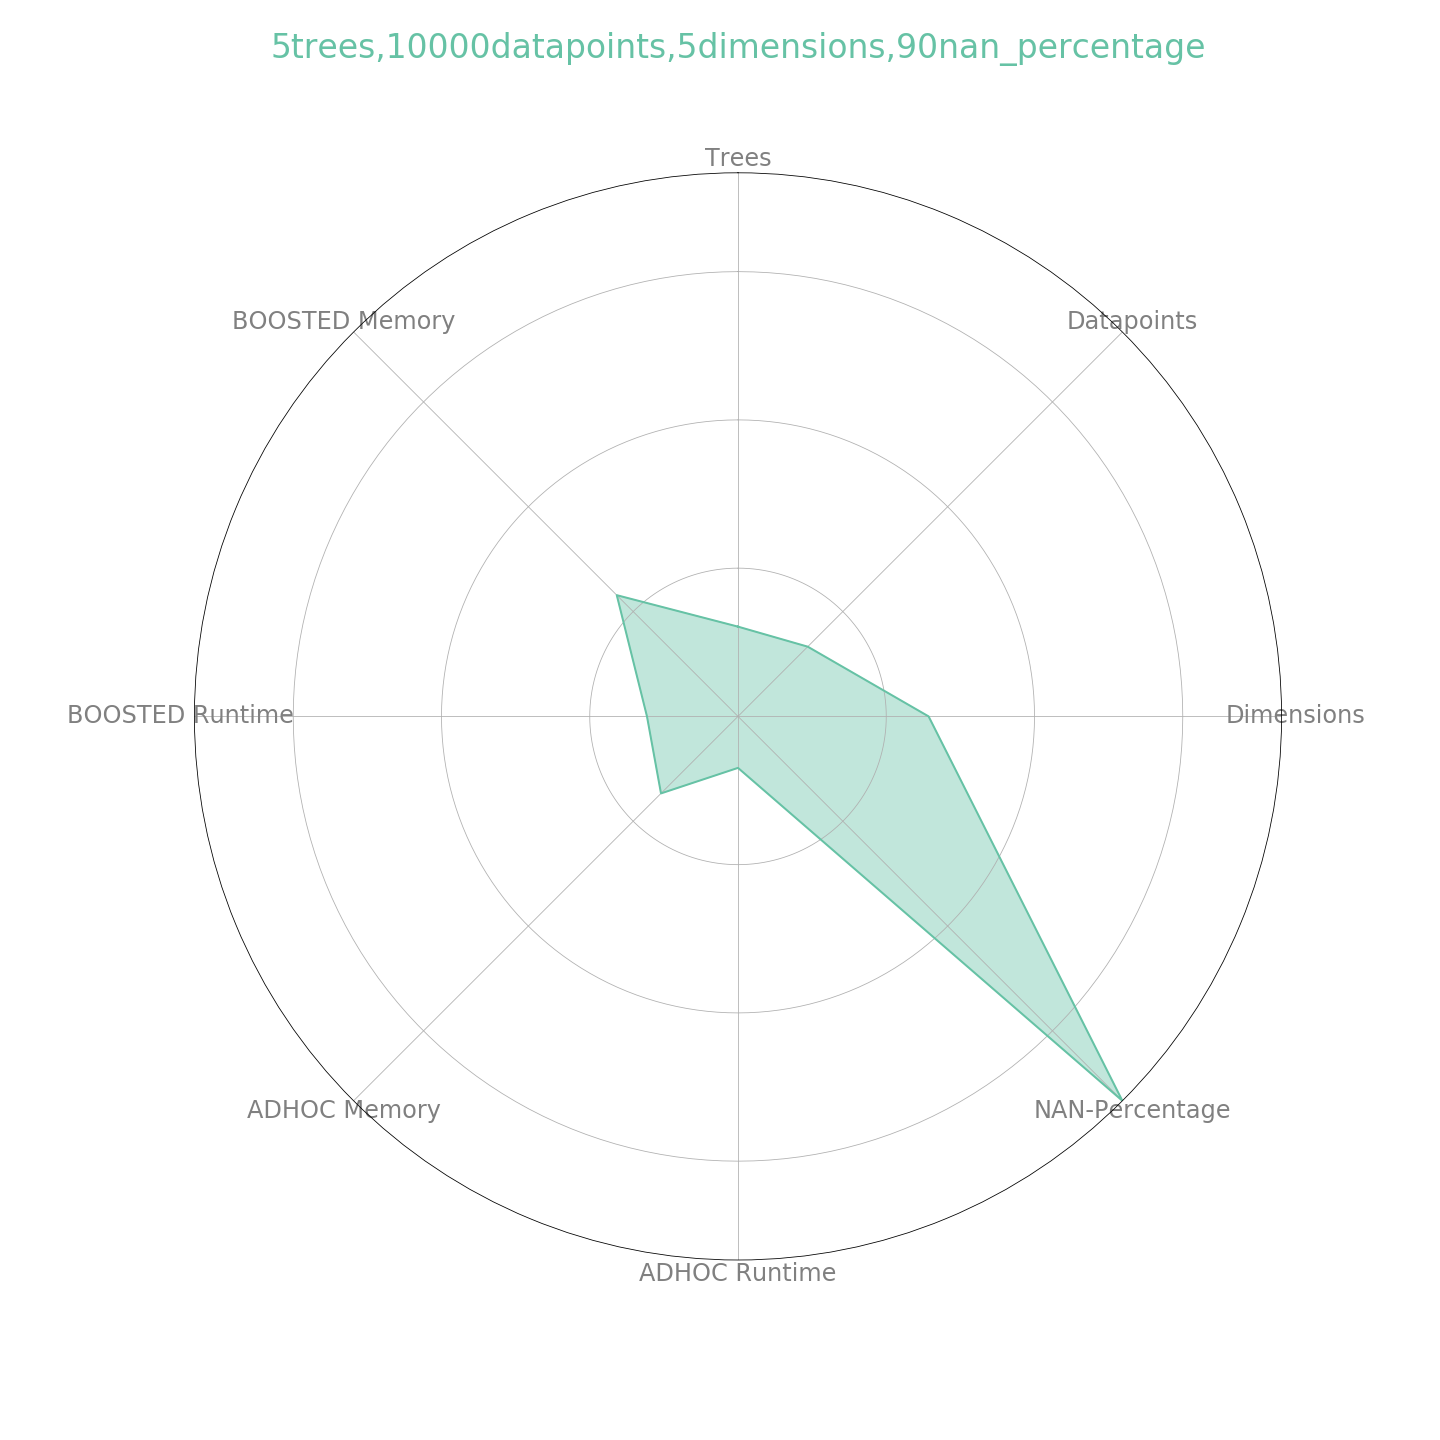 5trees,10000datapoints,5dimensions,90nan_percentage
Trees
BOOSTED Memory
Datapoints
BOOSTED Runtime
Dimensions
ADHOC Memory
NAN-Percentage
ADHOC Runtime